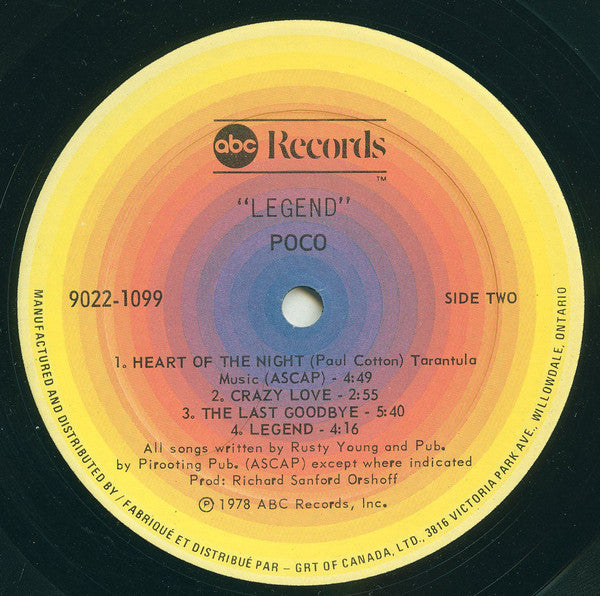 abc Records
TM
"LEGEND"
POCO
9022-1099
SIDE TWO
1. HEART OF THE NIGHT (Paul Cotton) Tarantula
Music (ASCAP) - 4:49
2. CRAZY LOVE - 2:55
3. THE LAST GOODBYE - 5:40
4. LEGEND - 4:16
All songs written by Rusty Young and Pub.
by Pirooting Pub. (ASCAP) except where indicated
Prod: Richard Sanford Orshoff
Ⓟ 1978 ABC Records, Inc.
MANUFACTURED AND DISTRIBUTED BY / FABRIQUÉ ET DISTRIBUÉ PAR - GRT OF CANADA, LTD., 3816 VICTORIA PARK AVE., WILLOWDALE, ONTARIO